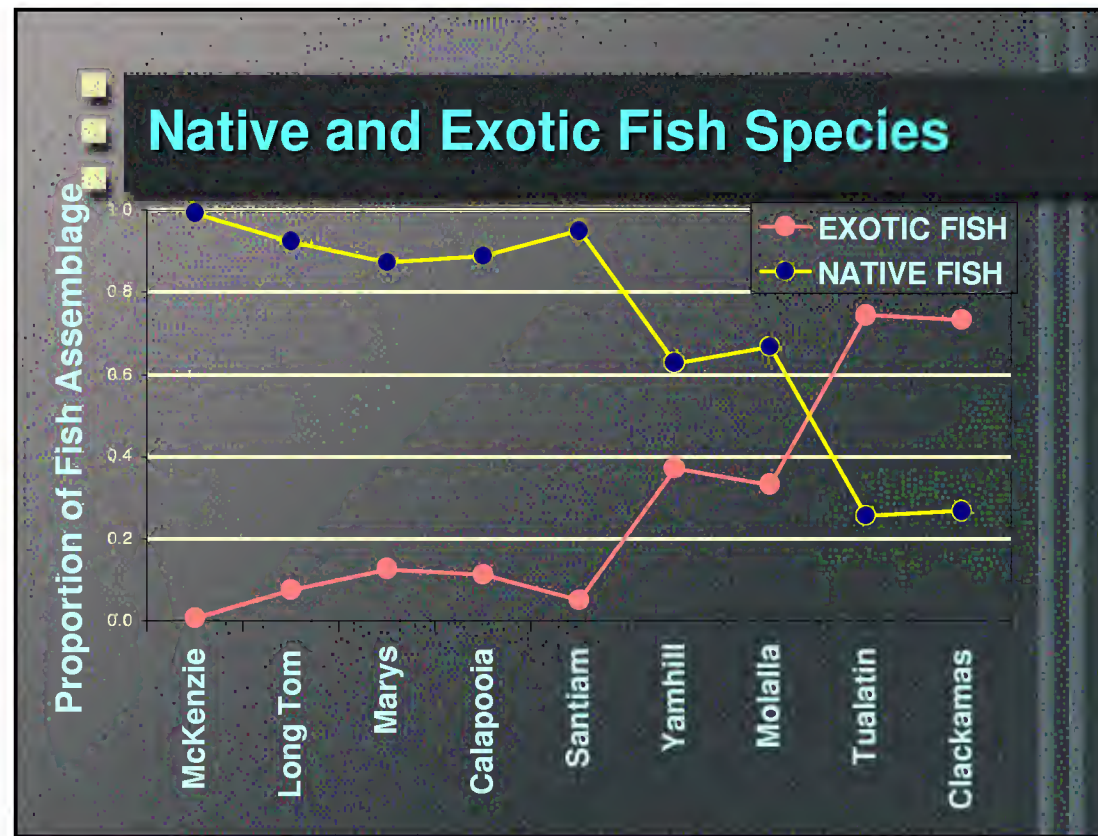 Native and Exotic Fish Species
Proportion of Fish Assemblage
1.0
0.8
0.6
0.4
0.2
0.0
EXOTIC FISH
NATIVE FISH
McKenzie
Long Tom
Marys
Calapooia
Santiam
Yamhill
Molalla
Tualatin
Clackamas